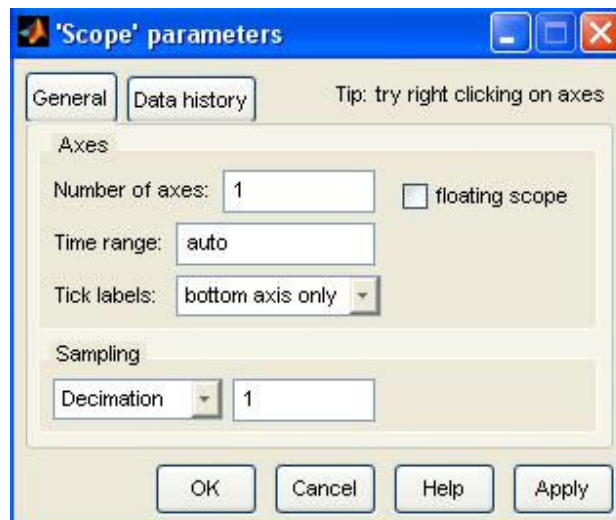 'Scope' parameters
General Data history Tip: try right clicking on axes
Axes
Number of axes: 1 floating scope
Time range: auto
Tick labels: bottom axis only
Sampling
Decimation 1
OK Cancel Help Apply